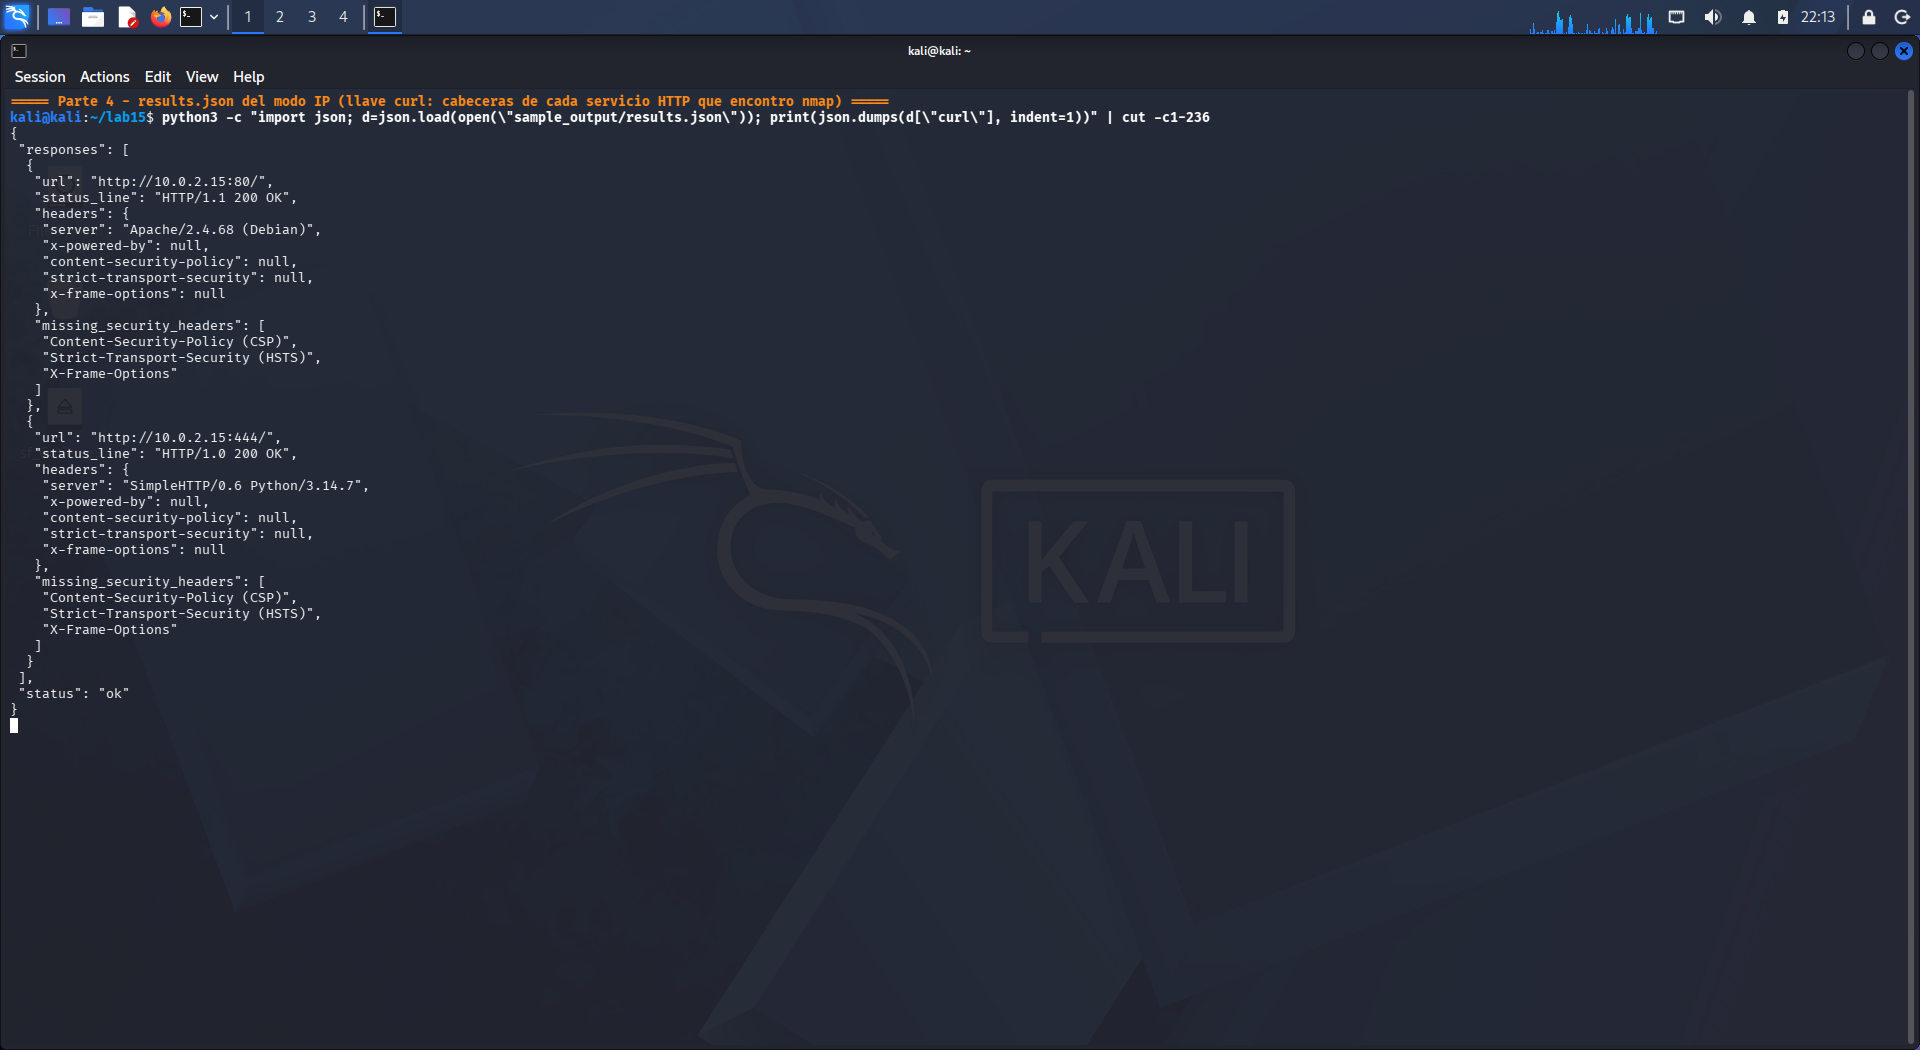 1 2 3 4 22:13
kali@kali: ~
Session Actions Edit View Help
===== Parte 4 - results.json del modo IP (llave curl: cabeceras de cada servicio HTTP que encontro nmap) =====
kali@kali:~/lab15$ python3 -c "import json; d=json.load(open(\"sample_output/results.json\")); print(json.dumps(d[\"curl\"], indent=1))" | cut -c1-236
{
 "responses": [
  {
   "url": "http://10.0.2.15:80/",
   "status_line": "HTTP/1.1 200 OK",
   "headers": {
    "server": "Apache/2.4.68 (Debian)",
    "x-powered-by": null,
    "content-security-policy": null,
    "strict-transport-security": null,
    "x-frame-options": null
   },
   "missing_security_headers": [
    "Content-Security-Policy (CSP)",
    "Strict-Transport-Security (HSTS)",
    "X-Frame-Options"
   ]
  },
  {
   "url": "http://10.0.2.15:444/",
   "status_line": "HTTP/1.0 200 OK",
   "headers": {
    "server": "SimpleHTTP/0.6 Python/3.14.7",
    "x-powered-by": null,
    "content-security-policy": null,
    "strict-transport-security": null,
    "x-frame-options": null
   },
   "missing_security_headers": [
    "Content-Security-Policy (CSP)",
    "Strict-Transport-Security (HSTS)",
    "X-Frame-Options"
   ]
  }
 ],
 "status": "ok"
}
KALI